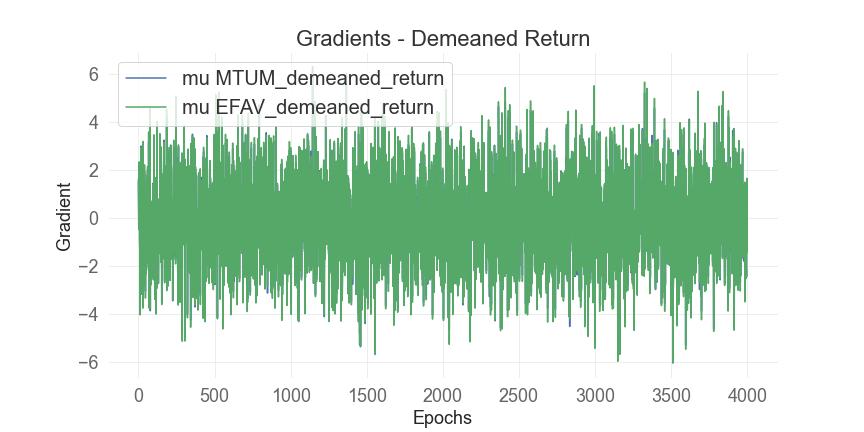 Gradients - Demeaned Return
mu MTUM_demeaned_return
mu EFAV_demeaned_return
6
4
2
0
−2
−4
−6
Gradient
0 500 1000 1500 2000 2500 3000 3500 4000
Epochs